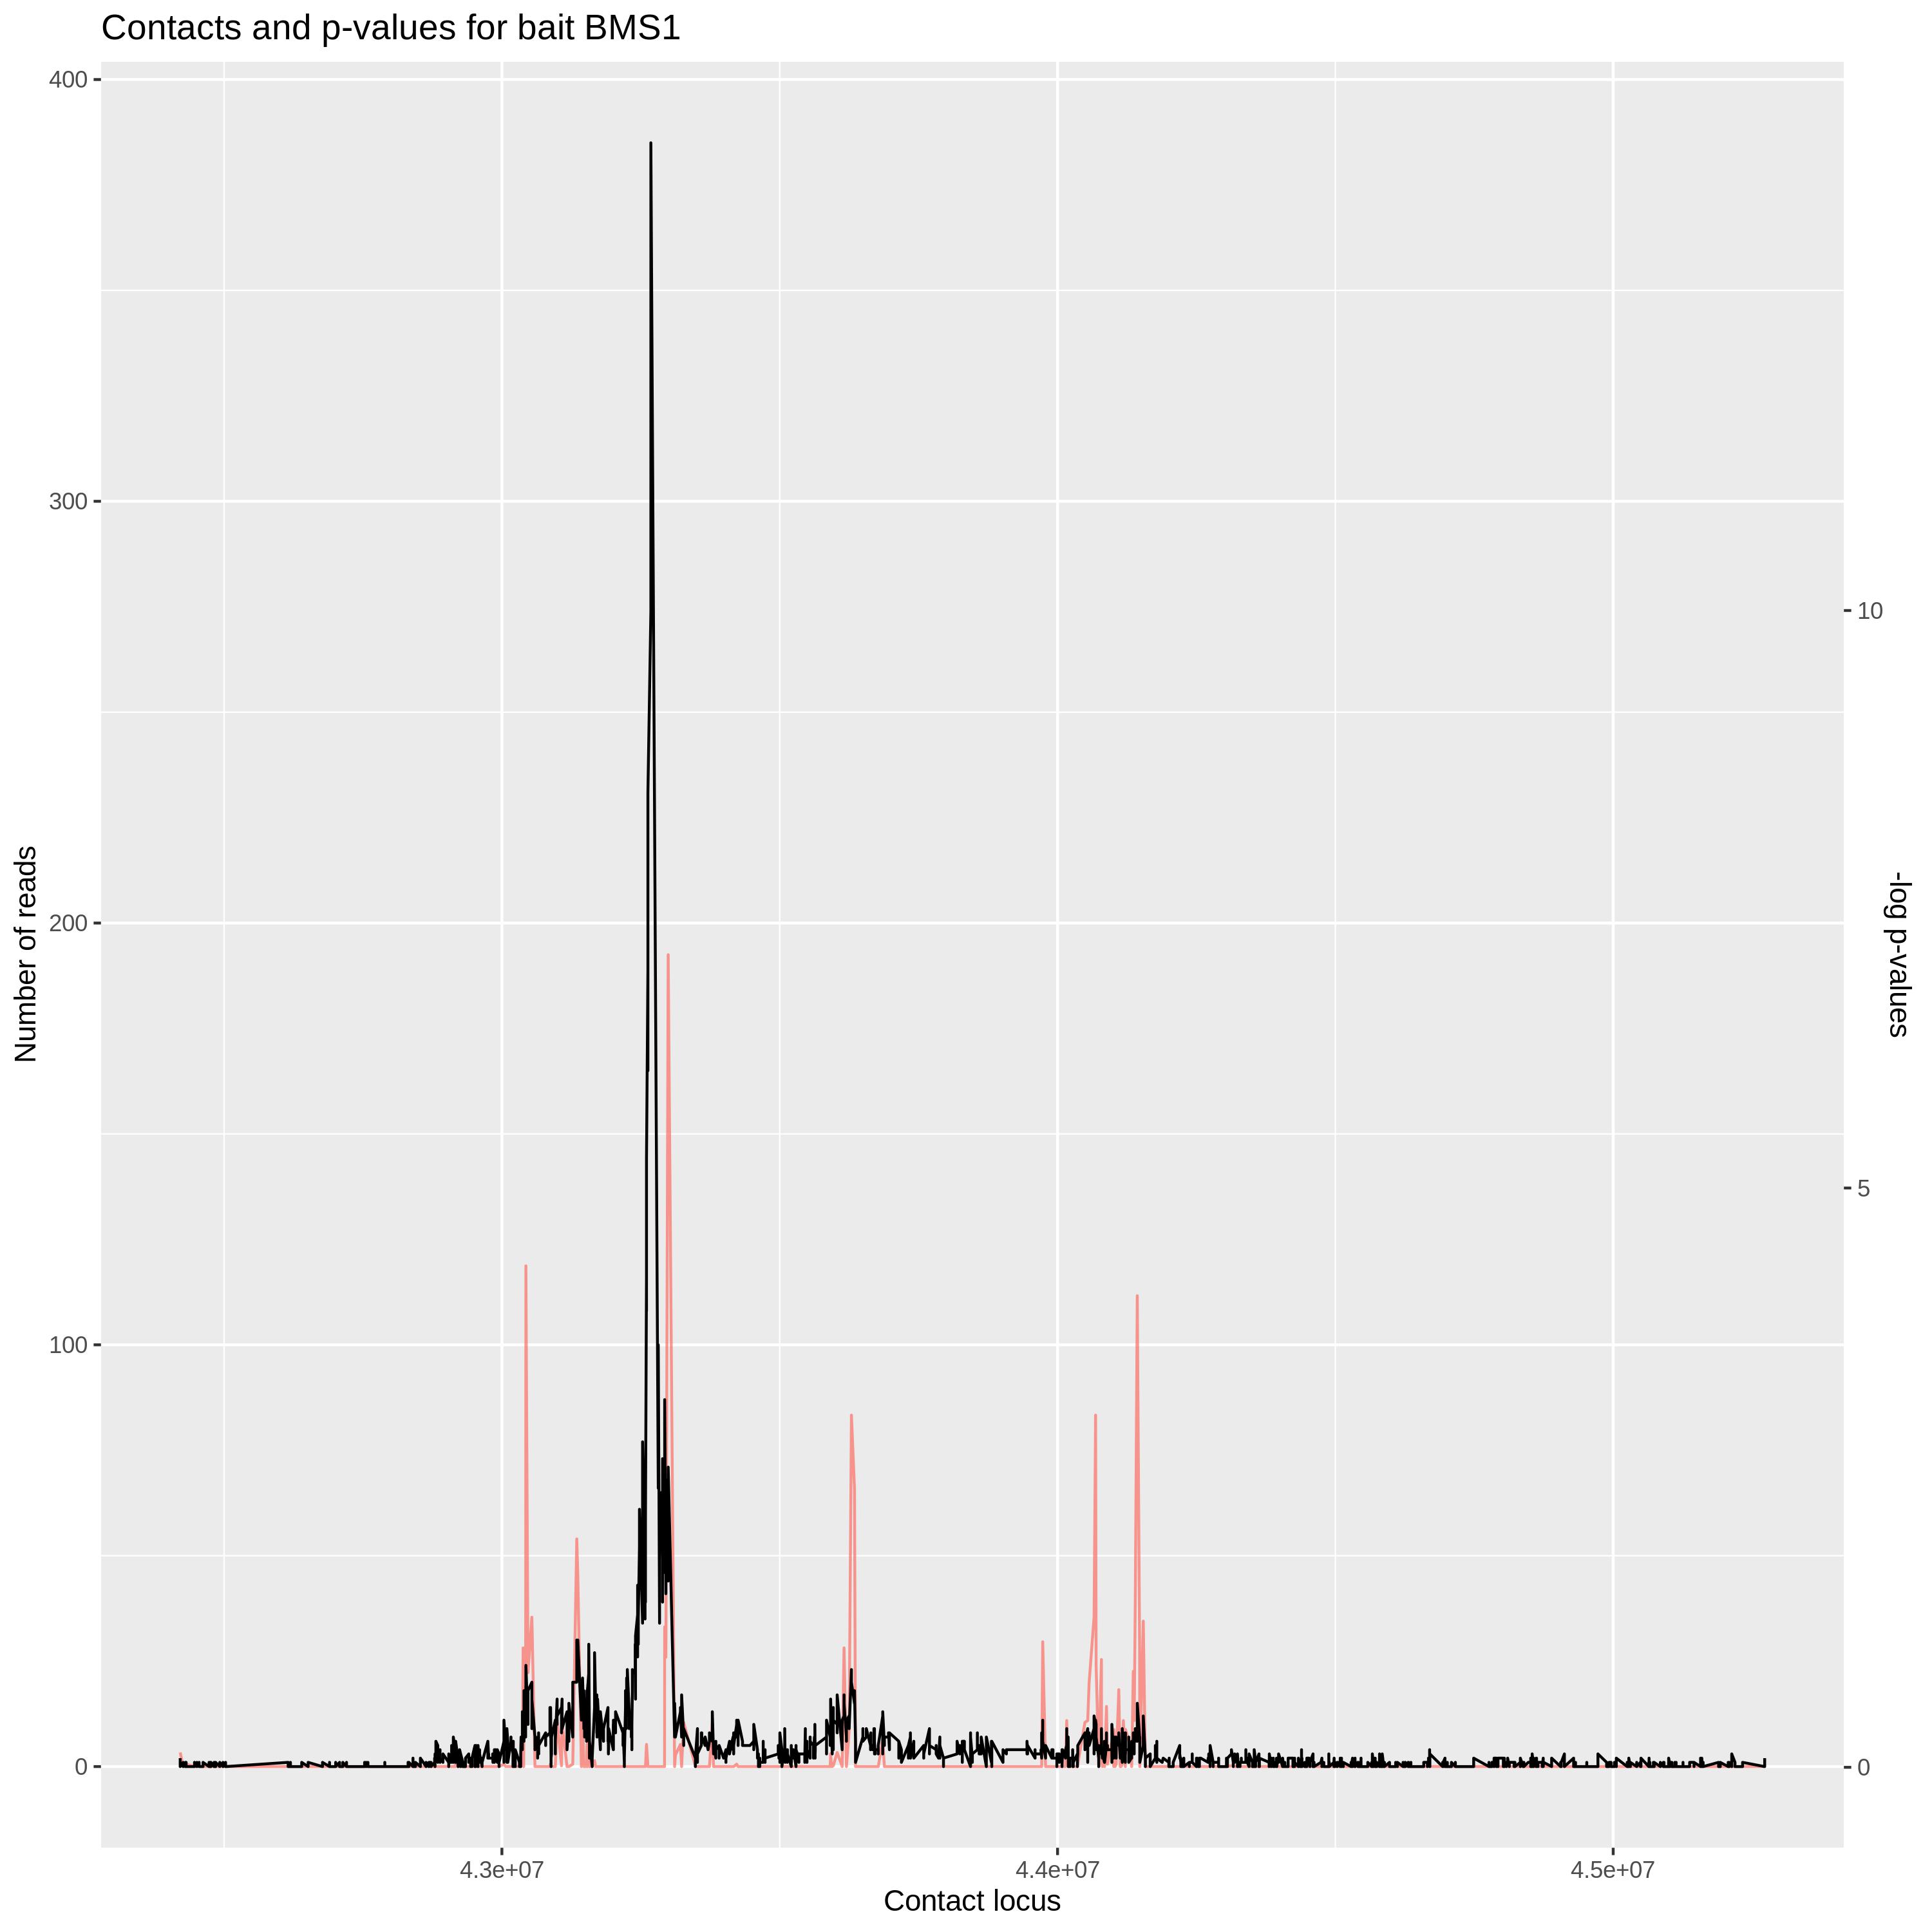 Contacts and p-values for bait BMS1
400
300
200
100
0
Number of reads
10
5
0
-log p-values
4.3e+07
4.4e+07
4.5e+07
Contact locus